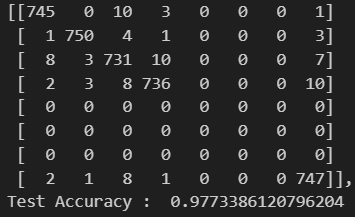 [[745 0 10 3 0 0 0 1]
[ 1 750 4 1 0 0 0 3]
[ 8 3 731 10 0 0 0 7]
[ 2 3 8 736 0 0 0 10]
[ 0 0 0 0 0 0 0 0]
[ 0 0 0 0 0 0 0 0]
[ 0 0 0 0 0 0 0 0]
[ 2 1 8 1 0 0 0 747]],
Test Accuracy : 0.9773386120796204